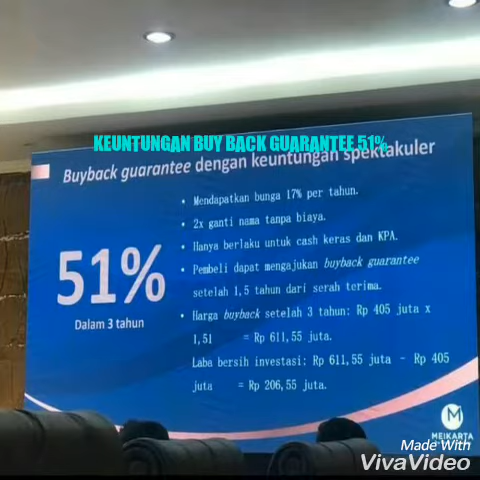 KEUNTUNGAN BUY BACK GUARANTEE 51%
Buyback guarantee dengan keuntungan spektakuler
51%
Dalam 3 tahun
• Mendapatkan bunga 17% per tahun.
• 2x ganti nama tanpa biaya.
• Hanya berlaku untuk cash keras dan KPA.
• Pembeli dapat mengajukan buyback guarantee
setelah 1,5 tahun dari serah terima.
• Harga buyback setelah 3 tahun: Rp 405 juta x
1,51 = Rp 611,55 juta.
Laba bersih investasi: Rp 611,55 juta - Rp 405
juta = Rp 206,55 juta.
M
MEIKARTA
Made With
VivaVideo